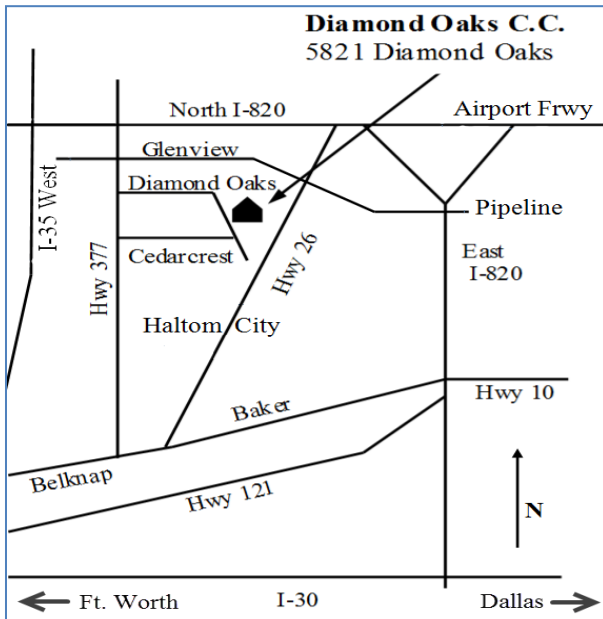 Diamond Oaks C.C.
5821 Diamond Oaks
North I-820
Airport Frwy
Glenview
Diamond Oaks
I-35 West
Pipeline
Cedarcrest
Hwy 377
Hwy 26
East
I-820
Haltom City
Baker
Hwy 10
Belknap
Hwy 121
N
Ft. Worth
I-30
Dallas